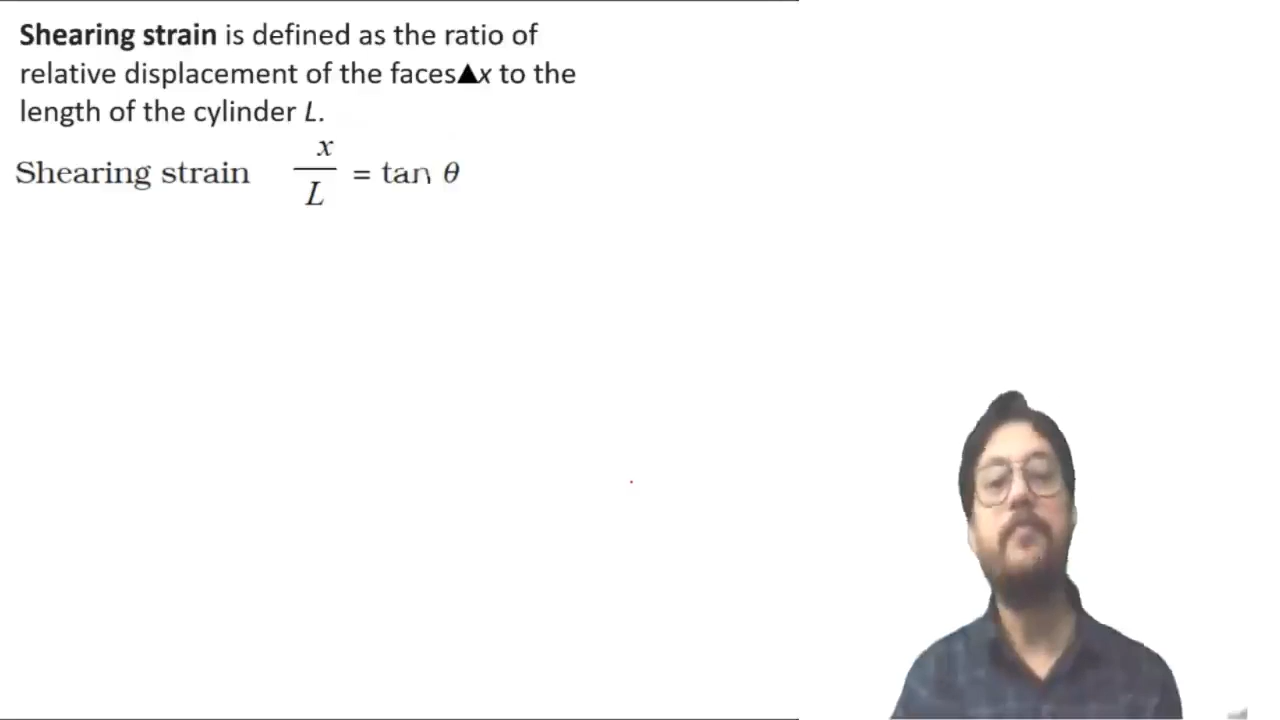 Shearing strain is defined as the ratio of
relative displacement of the faces▲x to the
length of the cylinder L.
Shearing strain x/L = tan θ